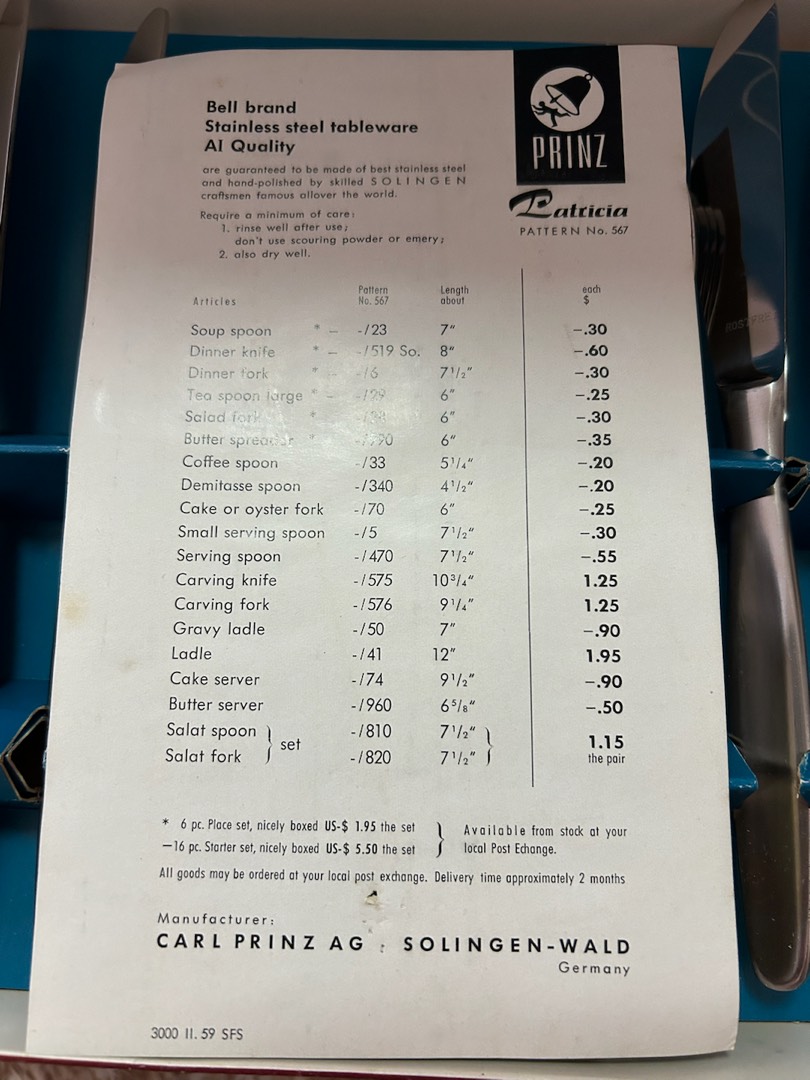 Bell brand
Stainless steel tableware
AI Quality
are guaranteed to be made of best stainless steel
and hand-polished by skilled SOLINGEN
craftsmen famous allover the world.
Require a minimum of care:
1. rinse well after use;
don't use scouring powder or emery;
2. also dry well.
PRINZ
Patricia
PATTERN No. 567
Articles Pattern No. 567 Length about each $
Soup spoon * – -/23 7" –.30
Dinner knife * – -/519 So. 8" –.60
Dinner fork * – -/6 7 1/2" –.30
Tea spoon large * – -/29 6" –.25
Salad fork * 6" –.30
Butter spreader * 6" –.35
Coffee spoon -/33 5 1/4" –.20
Demitasse spoon -/340 4 1/2" –.20
Cake or oyster fork -/70 6" –.25
Small serving spoon -/5 7 1/2" –.30
Serving spoon -/470 7 1/2" –.55
Carving knife -/575 10 3/4" 1.25
Carving fork -/576 9 1/4" 1.25
Gravy ladle -/50 7" –.90
Ladle -/41 12" 1.95
Cake server -/74 9 1/2" –.90
Butter server -/960 6 5/8" –.50
Salat spoon } set -/810 7 1/2" } 1.15
Salat fork -/820 7 1/2" the pair
* 6 pc. Place set, nicely boxed US-$ 1.95 the set } Available from stock at your
—16 pc. Starter set, nicely boxed US-$ 5.50 the set local Post Echange.
All goods may be ordered at your local post exchange. Delivery time approximately 2 months
Manufacturer:
CARL PRINZ AG · SOLINGEN-WALD
Germany
3000 II. 59 SFS